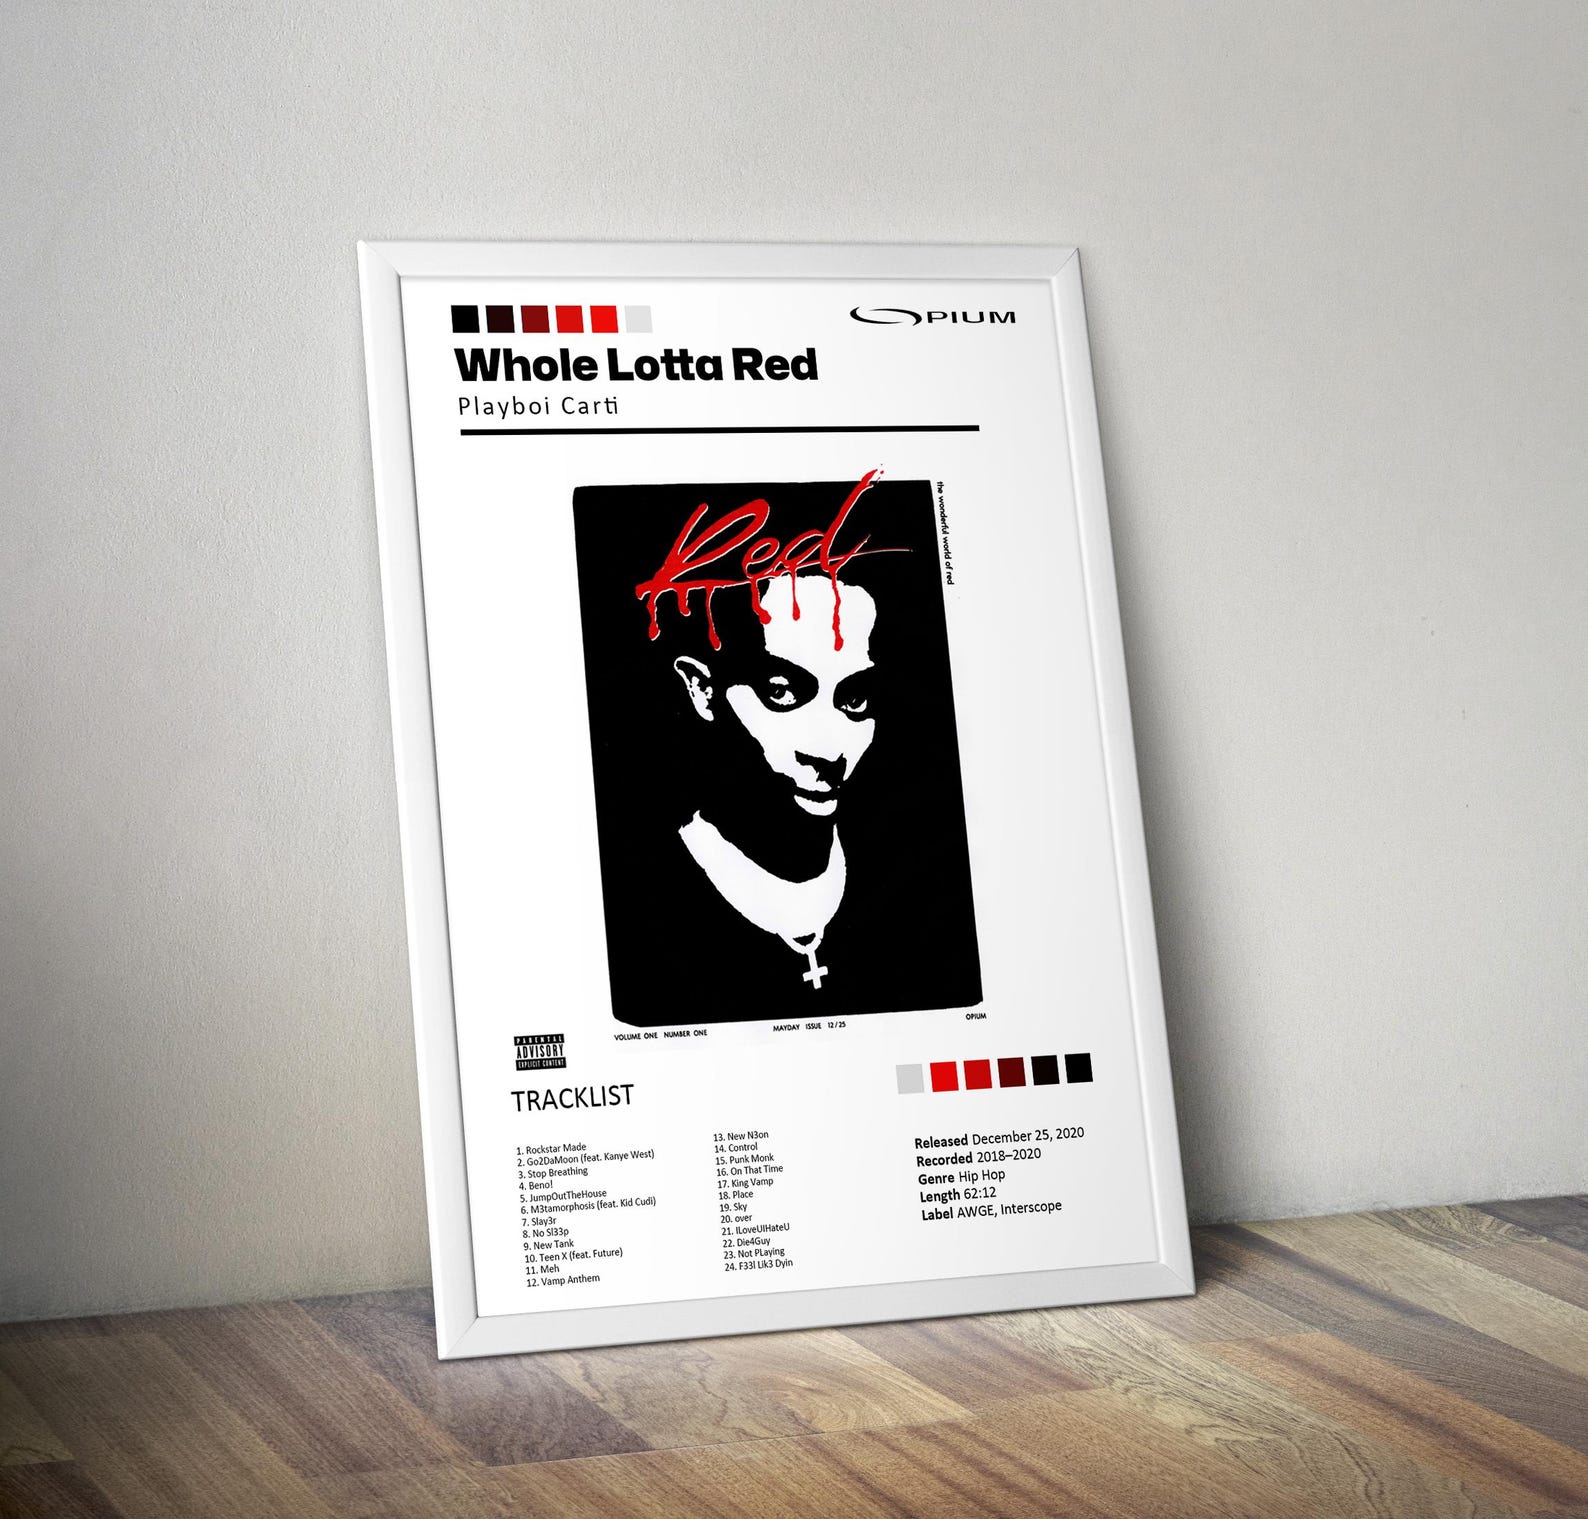 OPIUM
Whole Lotta Red
Playboi Carti
Red
the wonderful world of red
VOLUME ONE NUMBER ONE
MAYDAY ISSUE 12/25
OPIUM
PARENTAL
ADVISORY
EXPLICIT CONTENT
TRACKLIST
1. Rockstar Made
2. Go2DaMoon (feat. Kanye West)
3. Stop Breathing
4. Beno!
5. JumpOutTheHouse
6. M3tamorphosis (feat. Kid Cudi)
7. Slay3r
8. No Sl33p
9. New Tank
10. Teen X (feat. Future)
11. Meh
12. Vamp Anthem
13. New N3on
14. Control
15. Punk Monk
16. On That Time
17. King Vamp
18. Place
19. Sky
20. over
21. ILoveUIHateU
22. Die4Guy
23. Not PLaying
24. F33l Lik3 Dyin
Released December 25, 2020
Recorded 2018–2020
Genre Hip Hop
Length 62:12
Label AWGE, Interscope